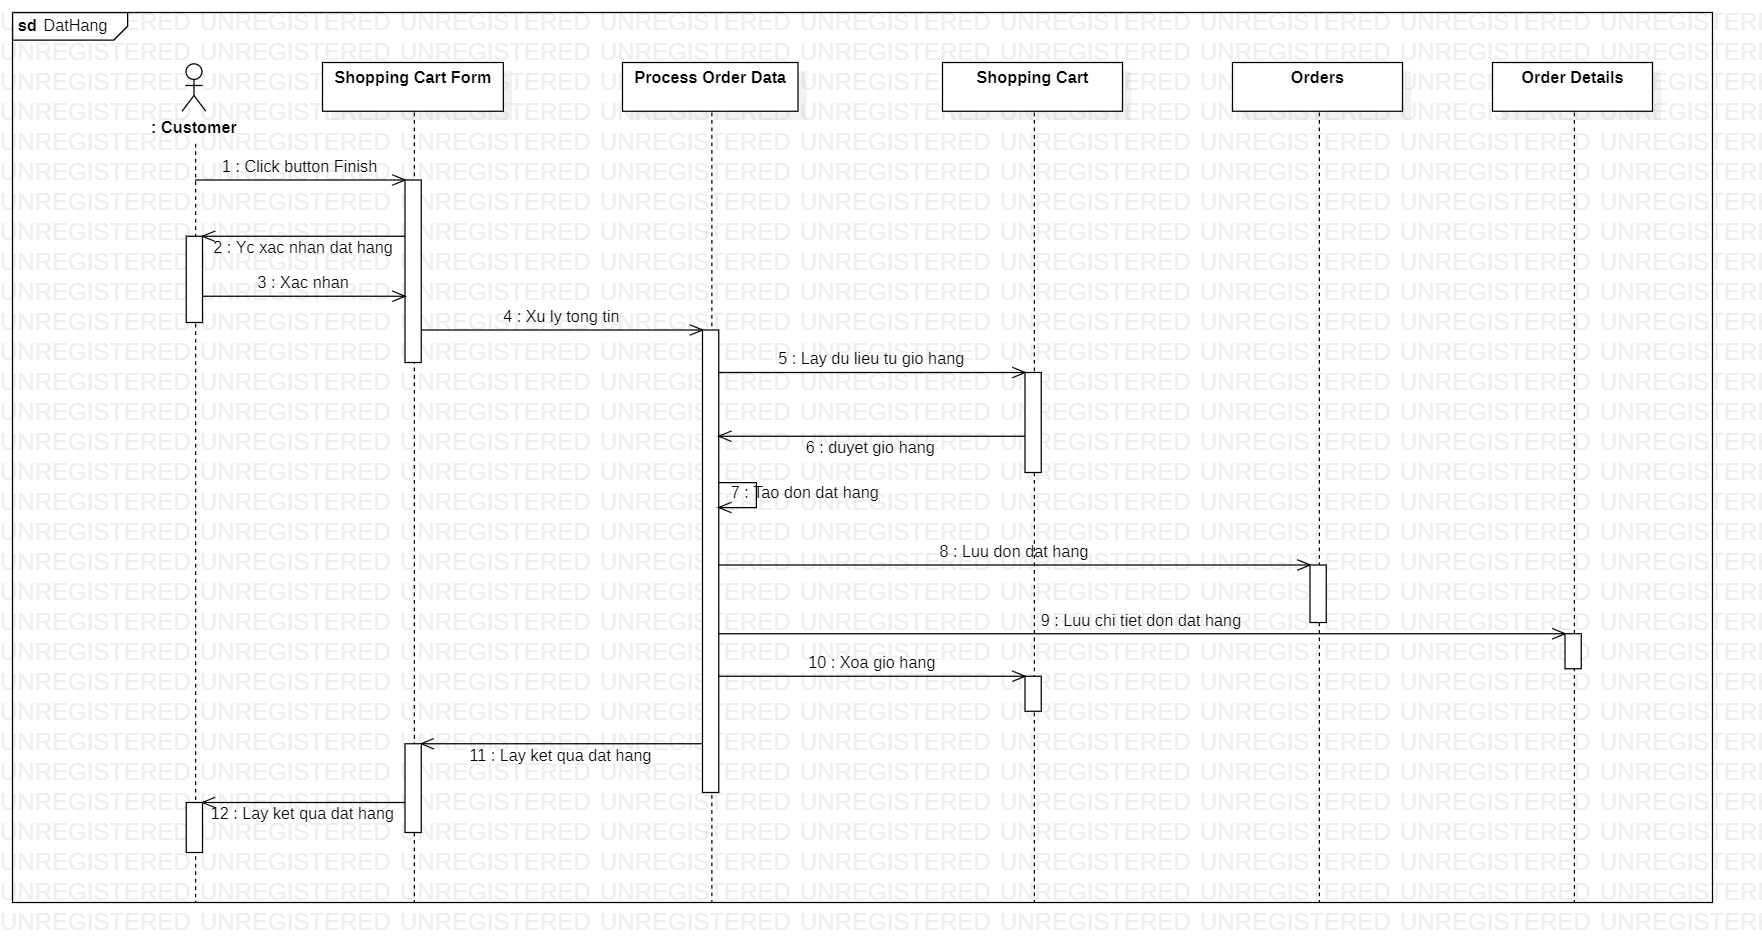 sd DatHang
Shopping Cart Form
Process Order Data
Shopping Cart
Orders
Order Details
: Customer
1 : Click button Finish
2 : Yc xac nhan dat hang
3 : Xac nhan
4 : Xu ly tong tin
5 : Lay du lieu tu gio hang
6 : duyet gio hang
7 : Tao don dat hang
8 : Luu don dat hang
9 : Luu chi tiet don dat hang
10 : Xoa gio hang
11 : Lay ket qua dat hang
12 : Lay ket qua dat hang
UNREGISTERED